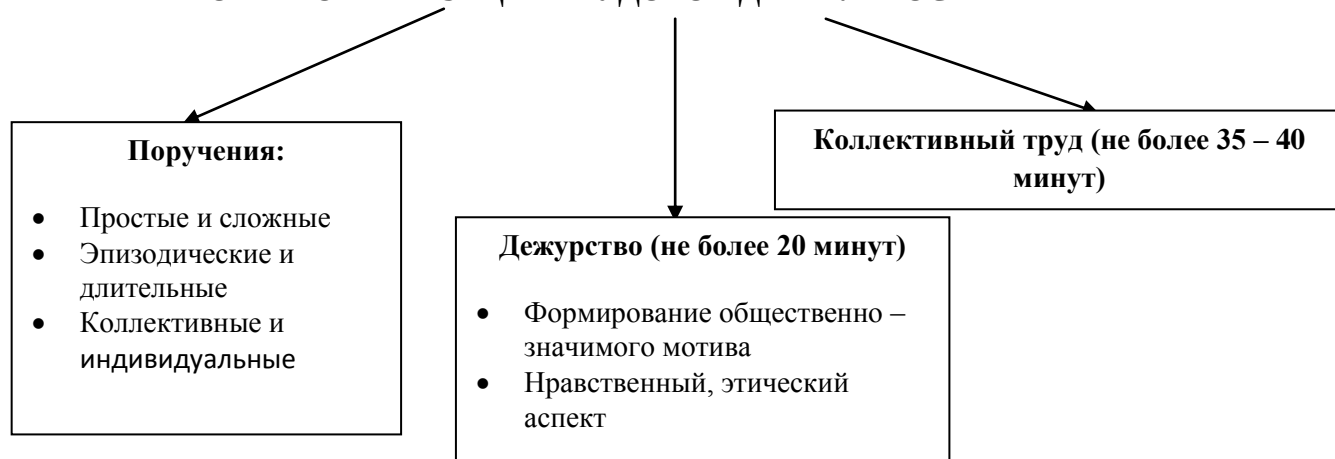 Поручения:
• Простые и сложные
• Эпизодические и
длительные
• Коллективные и
индивидуальные
Дежурство (не более 20 минут)
• Формирование общественно –
значимого мотива
• Нравственный, этический
аспект
Коллективный труд (не более 35 – 40
минут)